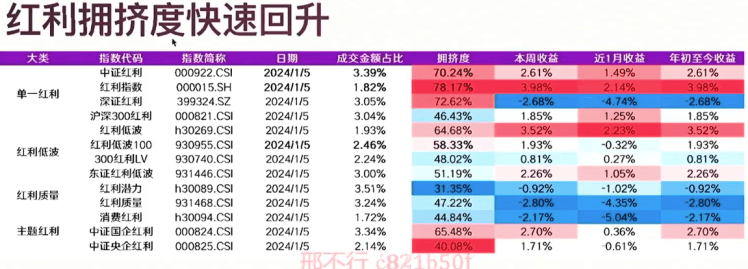 红利拥挤度快速回升
大类 指数代码 指数简称 日期 成交金额占比 拥挤度 本周收益 近1月收益 年初至今收益
单一红利 中证红利 000922.CSI 2024/1/5 3.39% 70.24% 2.61% 1.49% 2.61%
红利指数 000015.SH 2024/1/5 1.82% 78.17% 3.98% 2.14% 3.98%
深证红利 399324.SZ 2024/1/5 3.05% 72.62% -2.68% -4.74% -2.68%
沪深300红利 000821.CSI 2024/1/5 3.04% 46.43% 1.85% 1.25% 1.85%
红利低波 红利低波 h30269.CSI 2024/1/5 1.93% 64.68% 3.52% 2.23% 3.52%
红利低波100 930955.CSI 2024/1/5 2.46% 58.33% 1.93% -0.32% 1.93%
300红利LV 930740.CSI 2024/1/5 2.24% 48.02% 0.81% 0.27% 0.81%
东证红利低波 931446.CSI 2024/1/5 3.00% 51.19% 2.26% 1.05% 2.26%
红利质量 红利潜力 h30089.CSI 2024/1/5 3.51% 31.35% -0.92% -1.02% -0.92%
红利质量 931468.CSI 2024/1/5 3.24% 47.22% -2.80% -4.35% -2.80%
消费红利 h30094.CSI 2024/1/5 1.72% 44.84% -2.17% -5.04% -2.17%
主题红利 中证国企红利 000824.CSI 2024/1/5 3.34% 65.48% 2.70% 0.36% 2.70%
中证央企红利 000825.CSI 2024/1/5 2.14% 40.08% 1.71% -0.61% 1.71%
邢不行 c821b50f